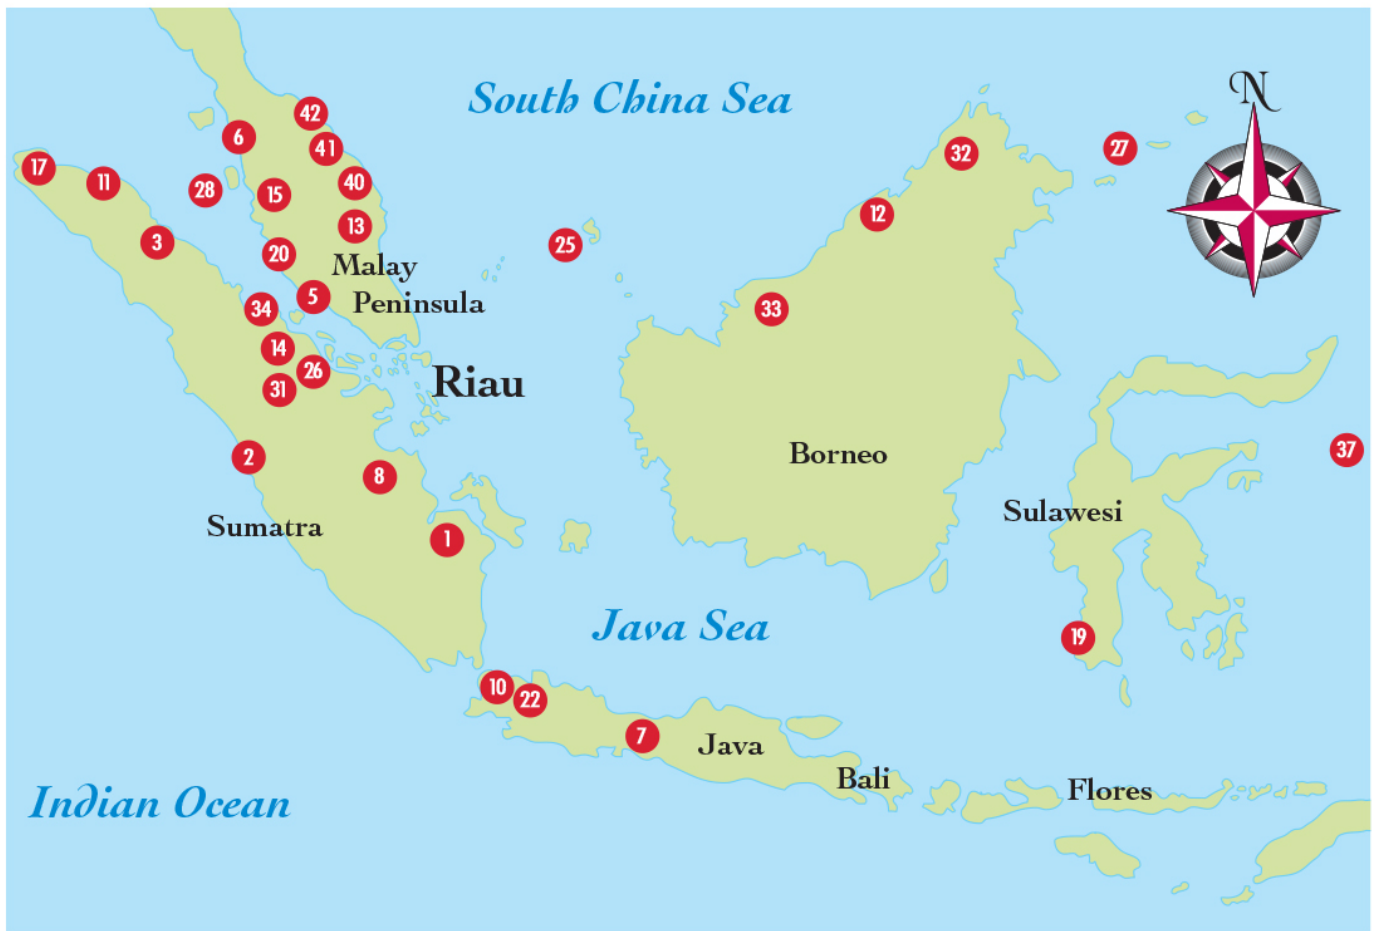 N
South China Sea
42
6
41
27
32
17
11
40
28
15
12
13
3
25
20
Malay
5
Peninsula
34
33
14
26
Riau
31
37
2
Borneo
8
Sulawesi
Sumatra
1
Java Sea
19
10
22
7
Java
Bali
Flores
Indian Ocean